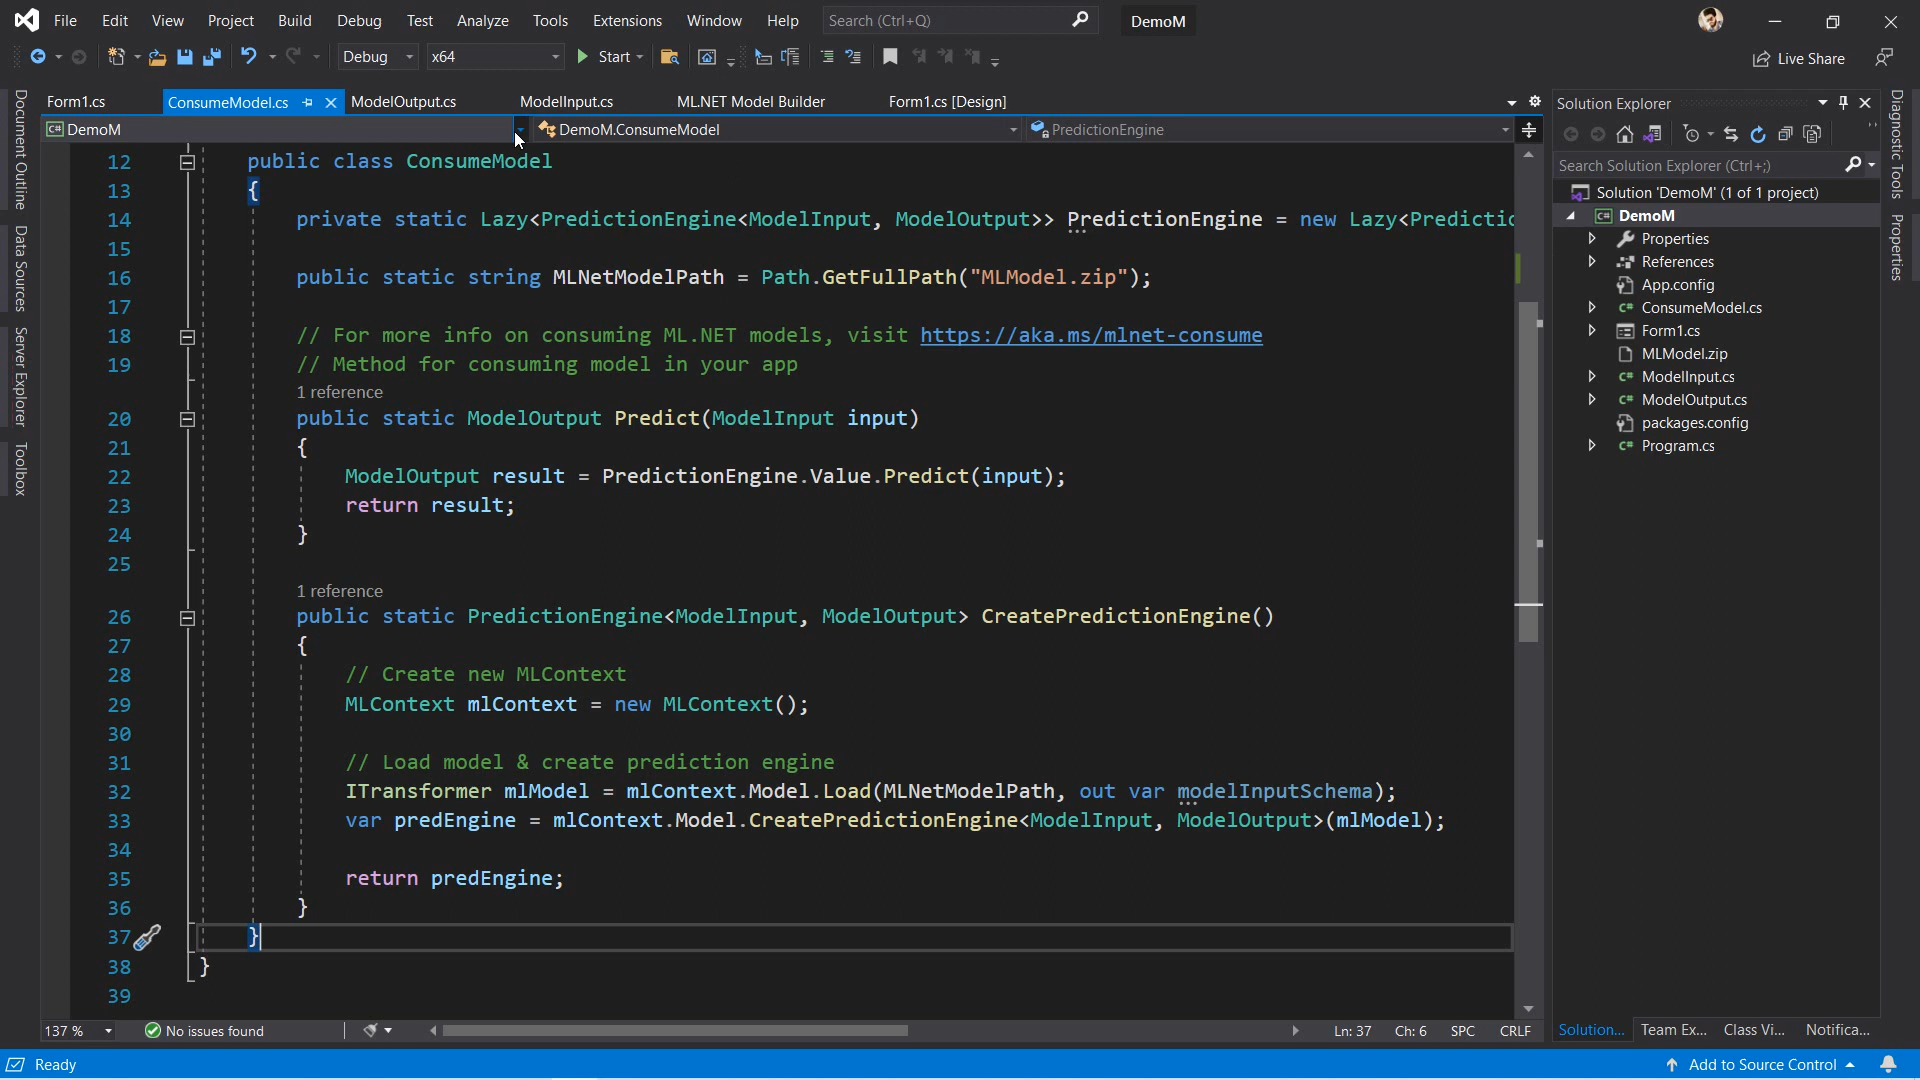 File Edit View Project Build Debug Test Analyze Tools Extensions Window Help Search (Ctrl+Q) DemoM
Debug x64 Start Live Share
Form1.cs ConsumeModel.cs ModelOutput.cs ModelInput.cs ML.NET Model Builder Form1.cs [Design]
C# DemoM DemoM.ConsumeModel PredictionEngine
12 public class ConsumeModel
13 {
14 private static Lazy<PredictionEngine<ModelInput, ModelOutput>> PredictionEngine = new Lazy<Predictio
15
16 public static string MLNetModelPath = Path.GetFullPath("MLModel.zip");
17
18 // For more info on consuming ML.NET models, visit https://aka.ms/mlnet-consume
19 // Method for consuming model in your app
1 reference
20 public static ModelOutput Predict(ModelInput input)
21 {
22 ModelOutput result = PredictionEngine.Value.Predict(input);
23 return result;
24 }
25
1 reference
26 public static PredictionEngine<ModelInput, ModelOutput> CreatePredictionEngine()
27 {
28 // Create new MLContext
29 MLContext mlContext = new MLContext();
30
31 // Load model & create prediction engine
32 ITransformer mlModel = mlContext.Model.Load(MLNetModelPath, out var modelInputSchema);
33 var predEngine = mlContext.Model.CreatePredictionEngine<ModelInput, ModelOutput>(mlModel);
34
35 return predEngine;
36 }
37 }
38 }
39
137 % No issues found Ln: 37 Ch: 6 SPC CRLF
Document Outline
Data Sources
Server Explorer
Toolbox
Solution Explorer
Search Solution Explorer (Ctrl+;)
Solution 'DemoM' (1 of 1 project)
C# DemoM
Properties
References
App.config
C# ConsumeModel.cs
Form1.cs
MLModel.zip
C# ModelInput.cs
C# ModelOutput.cs
packages.config
C# Program.cs
Solution... Team Ex... Class Vi... Notifica...
Diagnostic Tools
Properties
Ready Add to Source Control